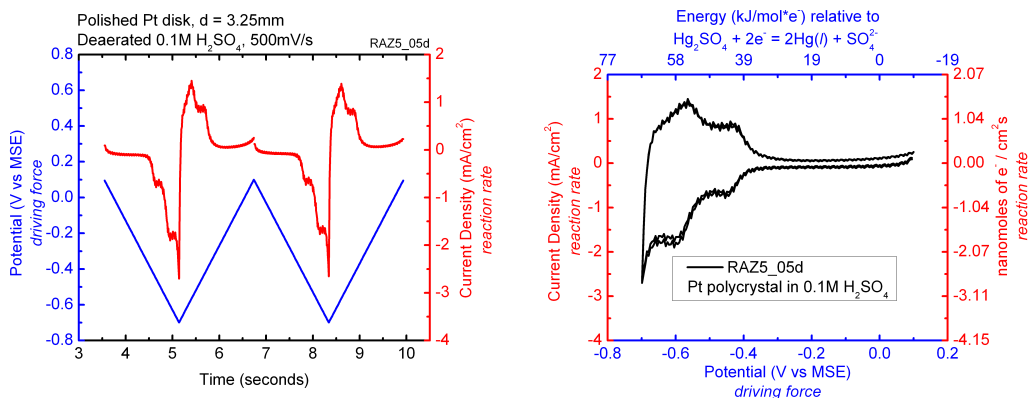 Polished Pt disk, d = 3.25mm
Deaerated 0.1M H₂SO₄, 500mV/s
RAZ5_05d
0.8
0.6
0.4
0.2
0.0
-0.2
-0.4
-0.6
-0.8
Potential (V vs MSE)
driving force
2
1
0
-1
-2
-3
-4
Current Density (mA/cm²)
reaction rate
3 4 5 6 7 8 9 10
Time (seconds)
Energy (kJ/mol*e⁻) relative to
Hg₂SO₄ + 2e⁻ = 2Hg(l) + SO₄²⁻
77 58 39 19 0 -19
2
1
0
-1
-2
-3
-4
Current Density (mA/cm²)
reaction rate
2.07
1.04
0.00
-1.04
-2.07
-3.11
-4.15
nanomoles of e⁻/ cm²s
reaction rate
RAZ5_05d
Pt polycrystal in 0.1M H₂SO₄
-0.8 -0.6 -0.4 -0.2 0.0 0.2
Potential (V vs MSE)
driving force